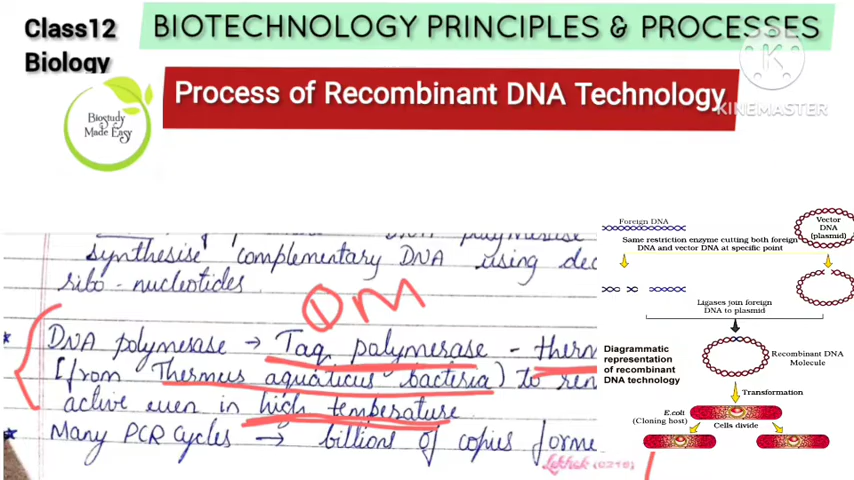 Class12
Biology
BIOTECHNOLOGY PRINCIPLES & PROCESSES
Process of Recombinant DNA Technology
KINEMASTER
Biostudy
Made Easy
synthesise complementary DNA using deo
ribo-nucleotides.
① M
* DNA polymerase → Taq polymerase - therm
[from Thermus aquaticus bacteria) to
active even in high temperature
* Many PCR Cycles → billions of copies forme
Lekhak (0216)
Foreign DNA
Vector
DNA
(plasmid)
Same restriction enzyme cutting both foreign
DNA and vector DNA at specific point
Ligases join foreign
DNA to plasmid
Diagrammatic
representation
of recombinant
DNA technology
Recombinant DNA
Molecule
Transformation
E.coli
(Cloning host)
Cells divide